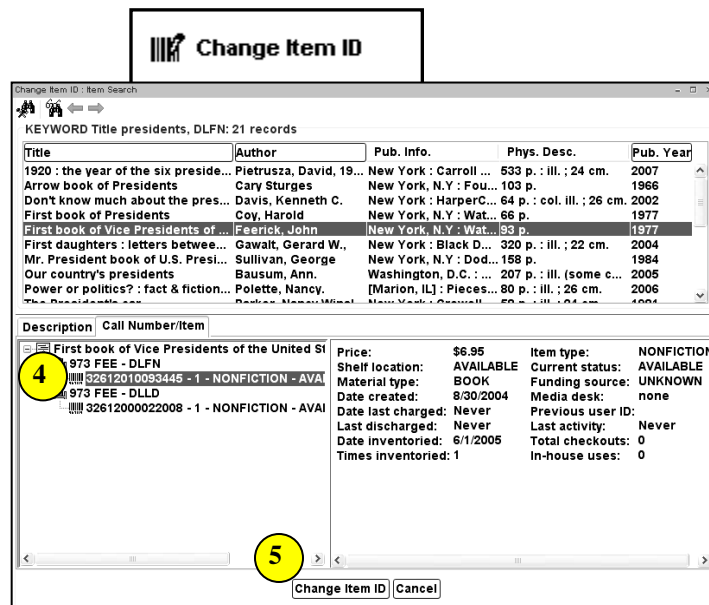 Change Item ID
Change Item ID : Item Search
KEYWORD Title presidents, DLFN: 21 records
Title Author Pub. Info. Phys. Desc. Pub. Year
1920 : the year of the six preside... Pietrusza, David, 19... New York : Carroll ... 533 p. : ill. ; 24 cm. 2007
Arrow book of Presidents Cary Sturges New York, N.Y : Fou... 103 p. 1966
Don't know much about the pres... Davis, Kenneth C. New York : HarperC... 64 p. : col. ill. ; 26 cm. 2002
First book of Presidents Coy, Harold New York, N.Y : Wat... 66 p. 1977
First book of Vice Presidents of ... Feerick, John New York, N.Y : Wat... 93 p. 1977
First daughters : letters betwee... Gawalt, Gerard W., New York : Black D... 320 p. : ill. ; 22 cm. 2004
Mr. President book of U.S. Presi... Sullivan, George New York, N.Y : Dod... 158 p. 1984
Our country's presidents Bausum, Ann. Washington, D.C. : ... 207 p. : ill. (some c... 2005
Power or politics? : fact & fiction... Polette, Nancy. [Marion, IL] : Pieces... 80 p. : ill. ; 26 cm. 2006
Description Call Number/Item
First book of Vice Presidents of the United St
973 FEE - DLFN
4
32612010093445 - 1 - NONFICTION - AVAI
973 FEE - DLLD
32612000022008 - 1 - NONFICTION - AVAI
Price: $6.95 Item type: NONFICTION
Shelf location: AVAILABLE Current status: AVAILABLE
Material type: BOOK Funding source: UNKNOWN
Date created: 8/30/2004 Media desk: none
Date last charged: Never Previous user ID:
Last discharged: Never Last activity: Never
Date inventoried: 6/1/2005 Total checkouts: 0
Times inventoried: 1 In-house uses: 0
5
Change Item ID Cancel